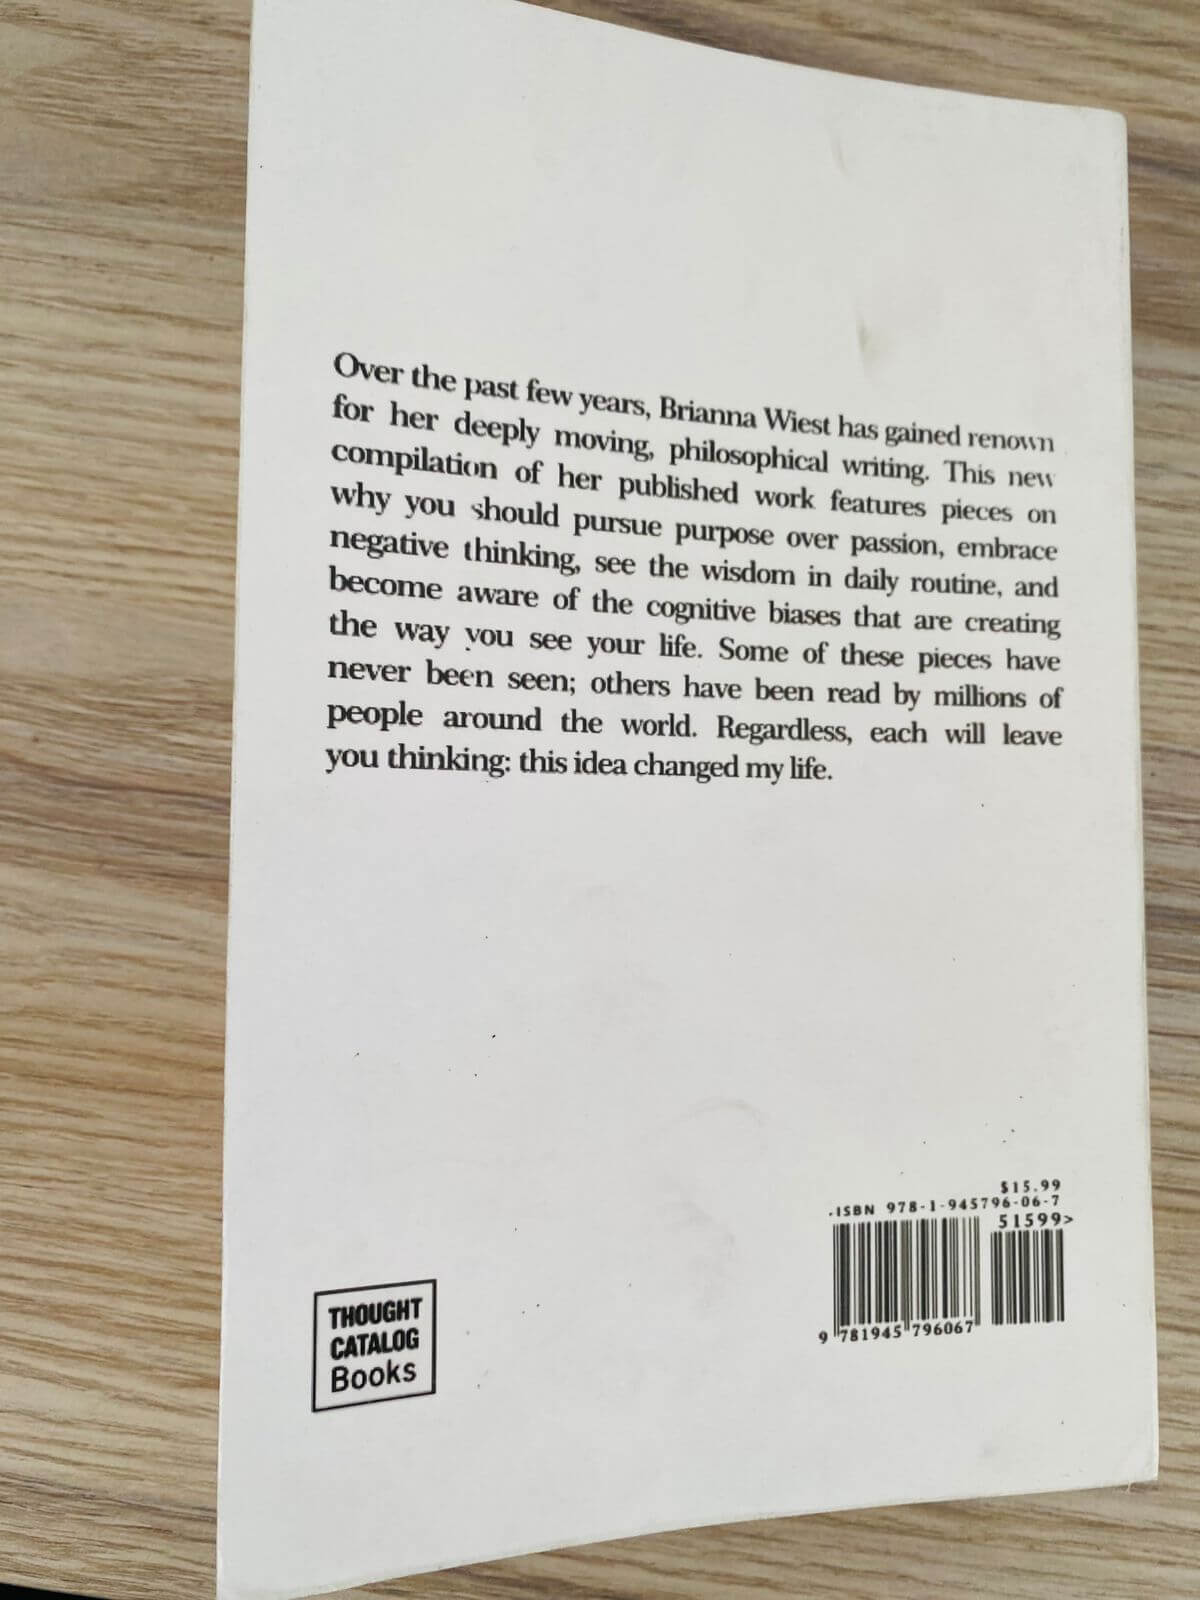 Over the past few years, Brianna Wiest has gained renown
for her deeply moving, philosophical writing. This new
compilation of her published work features pieces on
why you should pursue purpose over passion, embrace
negative thinking, see the wisdom in daily routine, and
become aware of the cognitive biases that are creating
the way you see your life. Some of these pieces have
never been seen; others have been read by millions of
people around the world. Regardless, each will leave
you thinking: this idea changed my life.
$15.99
ISBN 978-1-945796-06-7
51599>
9 781945 796067
THOUGHT
CATALOG
Books